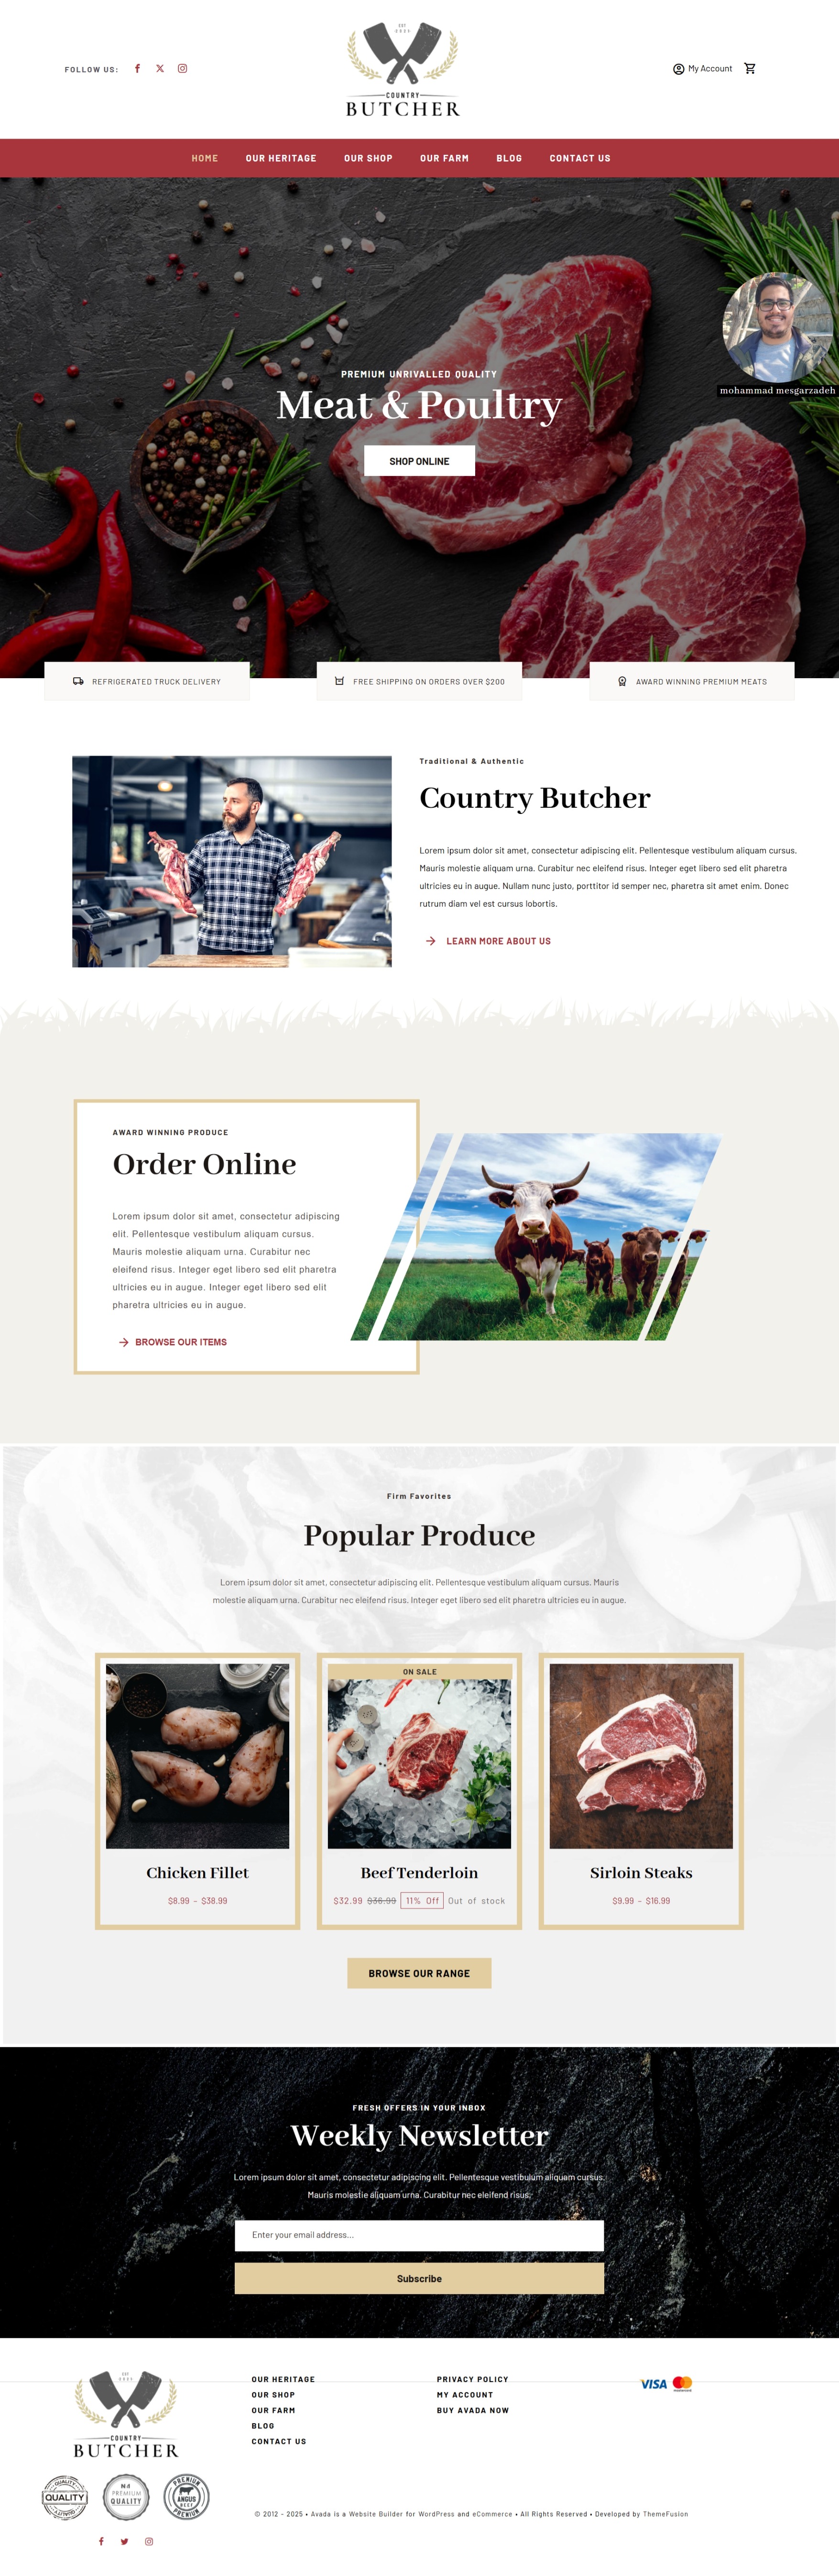 FOLLOW US:
EST
COUNTRY
BUTCHER
My Account
HOME OUR HERITAGE OUR SHOP OUR FARM BLOG CONTACT US
PREMIUM UNRIVALLED QUALITY
Meat & Poultry
SHOP ONLINE
mohammad mesgarzadeh
REFRIGERATED TRUCK DELIVERY
FREE SHIPPING ON ORDERS OVER $200
AWARD WINNING PREMIUM MEATS
Traditional & Authentic
Country Butcher
Lorem ipsum dolor sit amet, consectetur adipiscing elit. Pellentesque vestibulum aliquam cursus.
Mauris molestie aliquam urna. Curabitur nec eleifend risus. Integer eget libero sed elit pharetra
ultricies eu in augue. Nullam nunc justo, porttitor id semper nec, pharetra sit amet enim. Donec
rutrum diam vel est cursus lobortis.
LEARN MORE ABOUT US
AWARD WINNING PRODUCE
Order Online
Lorem ipsum dolor sit amet, consectetur adipiscing
elit. Pellentesque vestibulum aliquam cursus.
Mauris molestie aliquam urna. Curabitur nec
eleifend risus. Integer eget libero sed elit pharetra
ultricies eu in augue. Integer eget libero sed elit
pharetra ultricies eu in augue.
BROWSE OUR ITEMS
Firm Favorites
Popular Produce
Lorem ipsum dolor sit amet, consectetur adipiscing elit. Pellentesque vestibulum aliquam cursus. Mauris
molestie aliquam urna. Curabitur nec eleifend risus. Integer eget libero sed elit pharetra ultricies eu in augue.
ON SALE
Chicken Fillet
$8.99 – $38.99
Beef Tenderloin
$32.99 $36.99 11% Off Out of stock
Sirloin Steaks
$9.99 – $16.99
BROWSE OUR RANGE
FRESH OFFERS IN YOUR INBOX
Weekly Newsletter
Lorem ipsum dolor sit amet, consectetur adipiscing elit. Pellentesque vestibulum aliquam cursus.
Mauris molestie aliquam urna. Curabitur nec eleifend risus.
Enter your email address...
Subscribe
EST
COUNTRY
BUTCHER
QUALITY
QUALITY
PREMIUM
QUALITY
PREMIUM
ANGUS
BEEF
PREMIUM
OUR HERITAGE
OUR SHOP
OUR FARM
BLOG
CONTACT US
PRIVACY POLICY
MY ACCOUNT
BUY AVADA NOW
VISA
mastercard
© 2012 - 2025 • Avada is a Website Builder for WordPress and eCommerce • All Rights Reserved • Developed by ThemeFusion